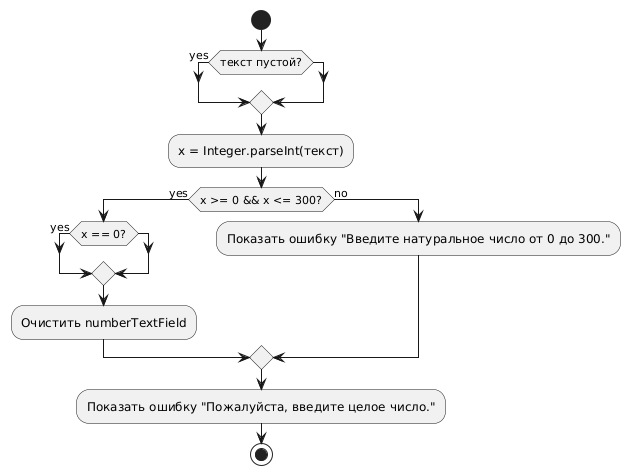 yes
текст пустой?
x = Integer.parseInt(текст)
yes
x >= 0 && x <= 300?
no
yes
x == 0?
Показать ошибку "Введите натуральное число от 0 до 300."
Очистить numberTextField
Показать ошибку "Пожалуйста, введите целое число."